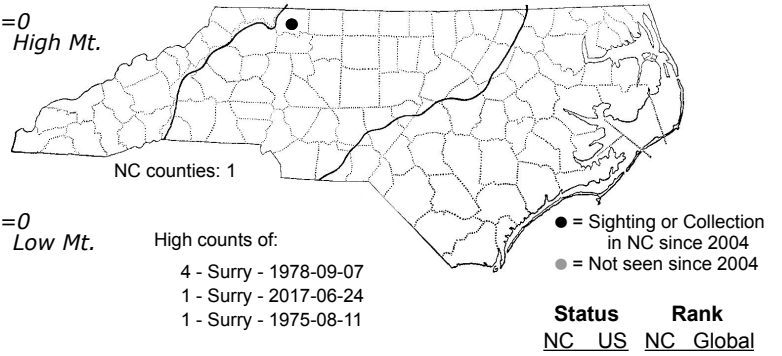 =0
High Mt.
NC counties: 1
=0
Low Mt.
High counts of:
4 - Surry - 1978-09-07
1 - Surry - 2017-06-24
1 - Surry - 1975-08-11
● = Sighting or Collection
in NC since 2004
● = Not seen since 2004
Status Rank
NC US NC Global